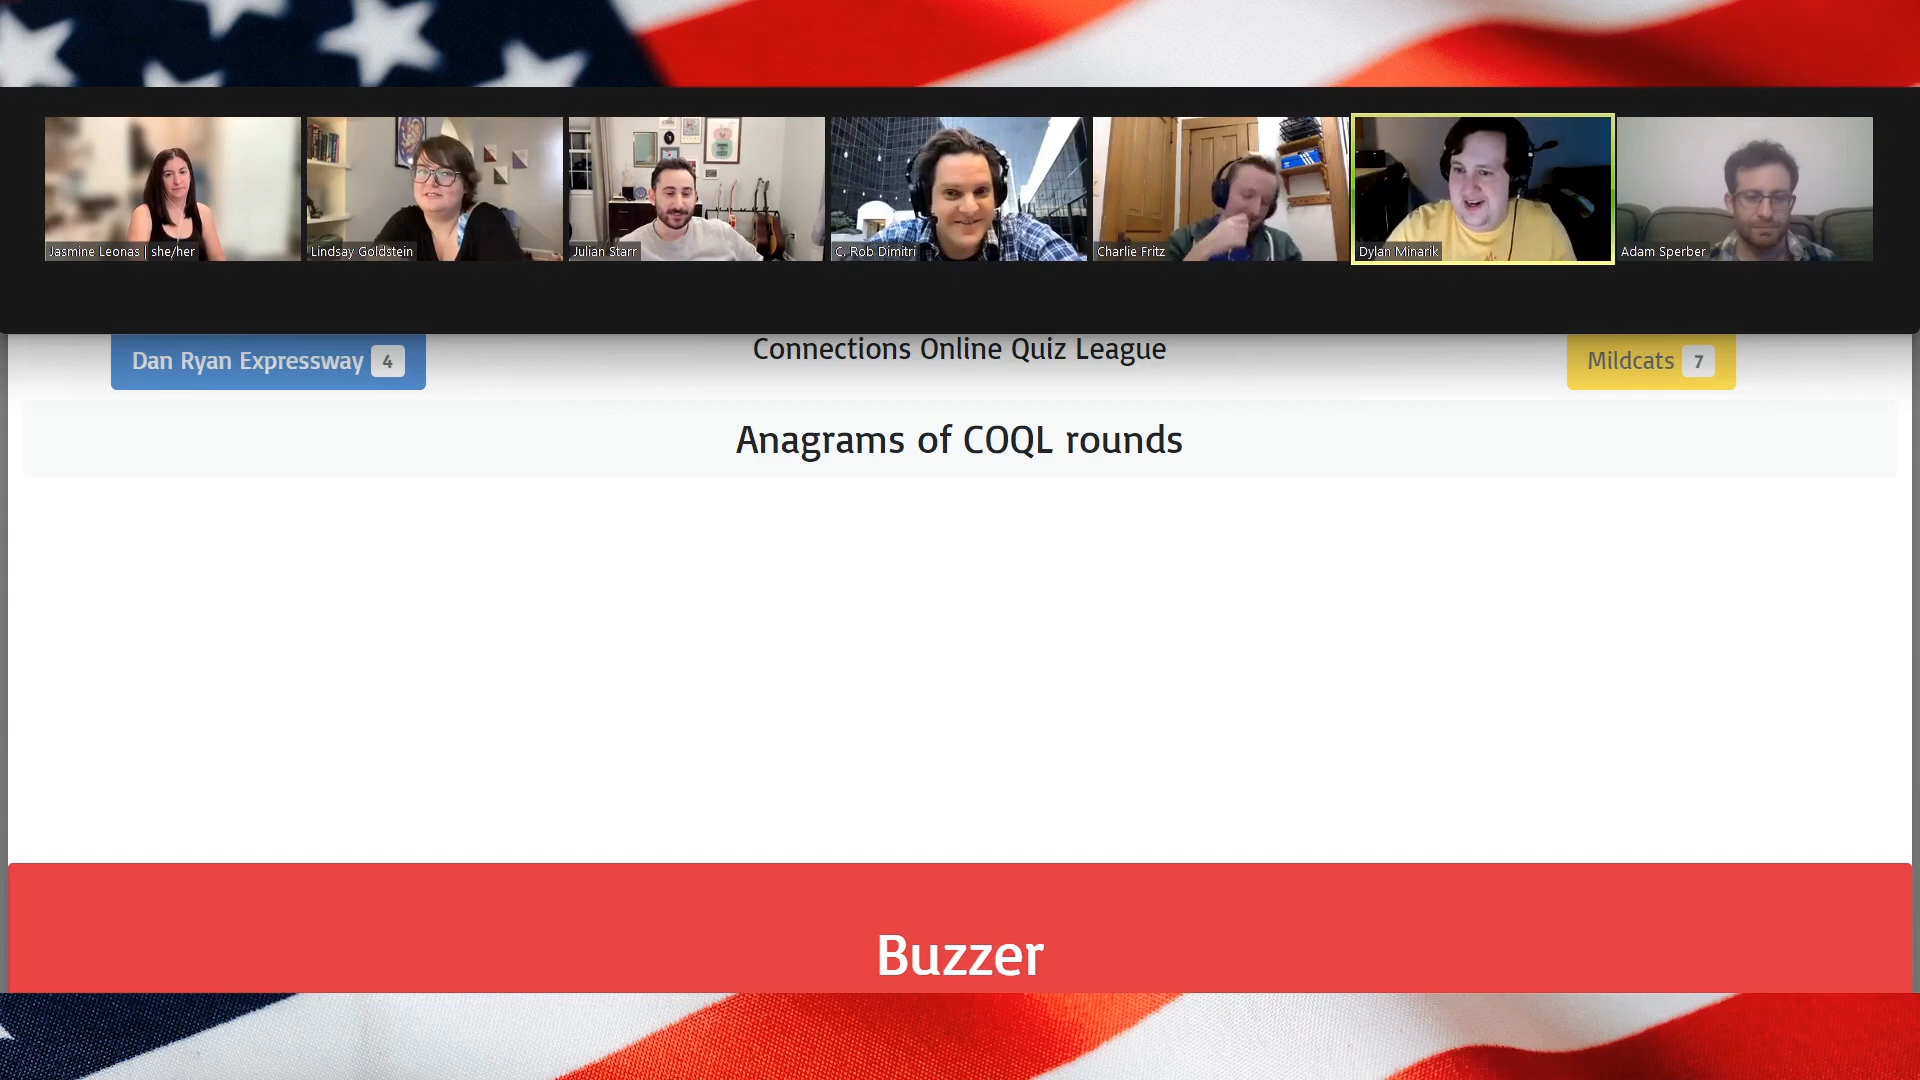 Jasmine Leonas | she/her
Lindsay Goldstein
Julian Starr
C. Rob Dimitri
Charlie Fritz
Dylan Minarik
Adam Sperber
Dan Ryan Expressway 4
Connections Online Quiz League
Mildcats 7
Anagrams of COQL rounds
Buzzer